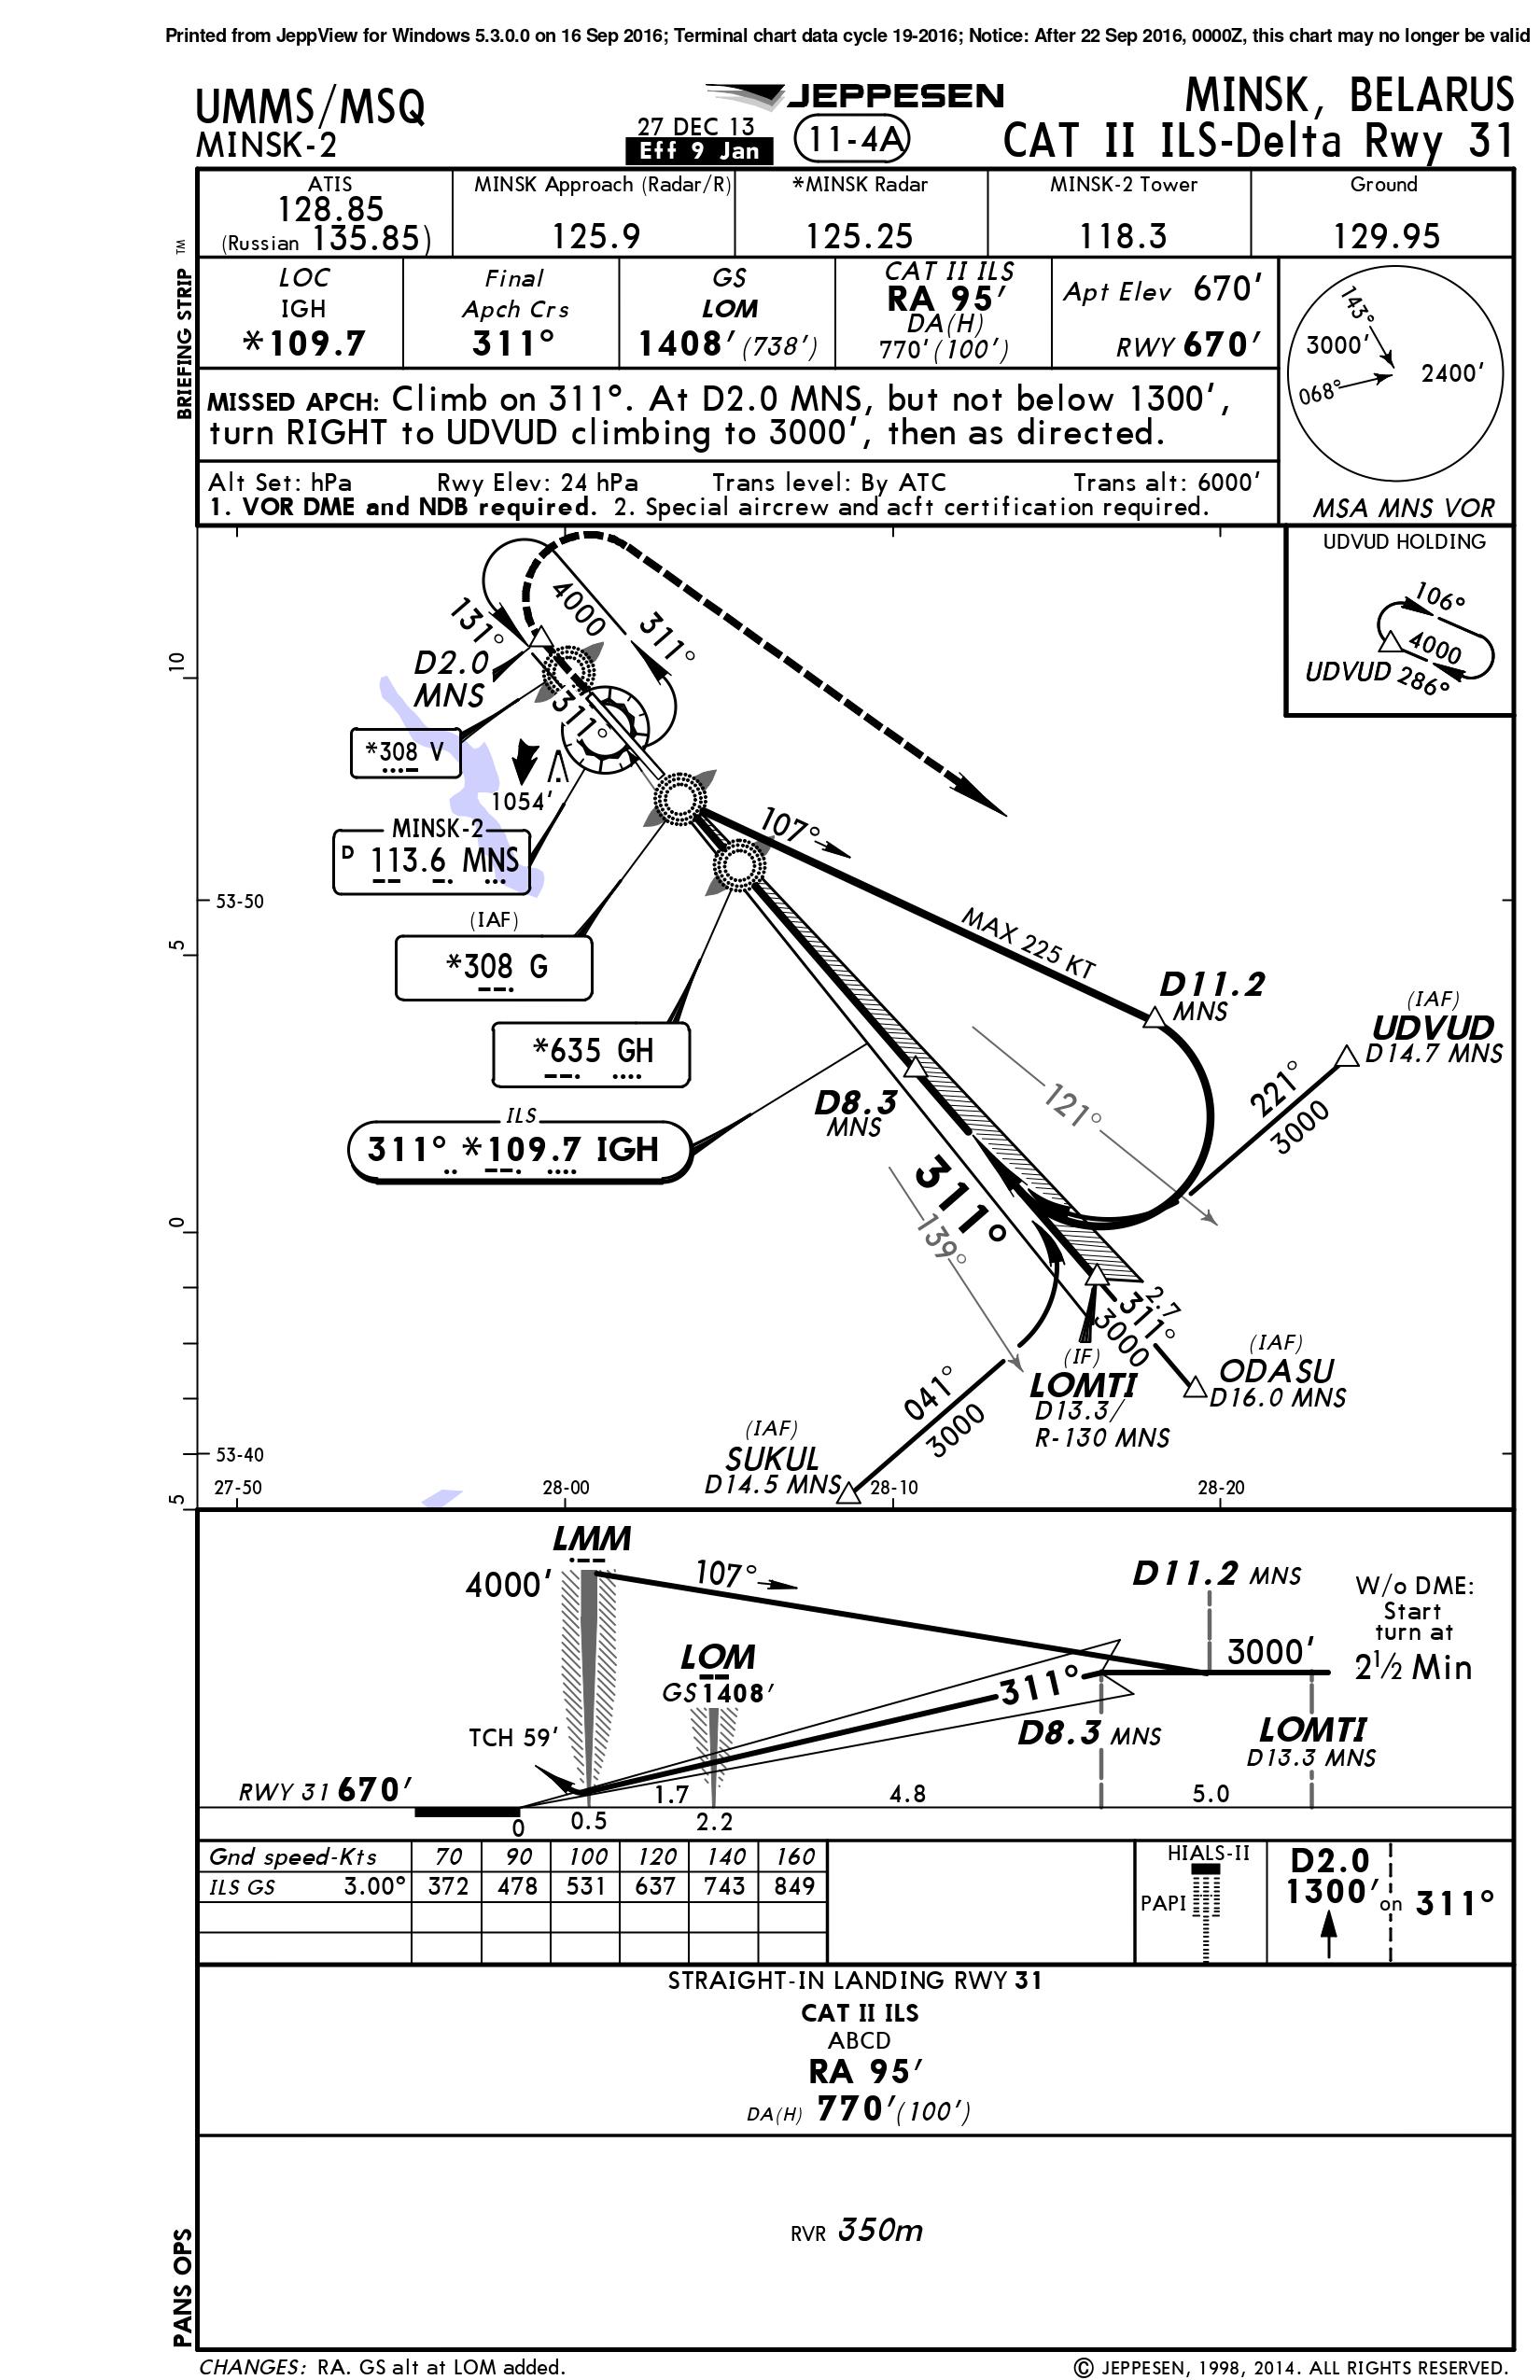 Printed from JeppView for Windows 5.3.0.0 on 16 Sep 2016; Terminal chart data cycle 19-2016; Notice: After 22 Sep 2016, 0000Z, this chart may no longer be valid
UMMS/MSQ
MINSK-2
JEPPESEN
27 DEC 13
Eff 9 Jan
11-4A
MINSK, BELARUS
CAT II ILS-Delta Rwy 31
BRIEFING STRIP TM
ATIS
128.85
(Russian 135.85)
MINSK Approach (Radar/R)
125.9
*MINSK Radar
125.25
MINSK-2 Tower
118.3
Ground
129.95
LOC
IGH
*109.7
Final
Apch Crs
311°
GS
LOM
1408' (738')
CAT II ILS
RA 95'
DA(H)
770' (100')
Apt Elev 670'
RWY 670'
143°
3000'
2400'
068°
MSA MNS VOR
MISSED APCH: Climb on 311°. At D2.0 MNS, but not below 1300',
turn RIGHT to UDVUD climbing to 3000', then as directed.
Alt Set: hPa Rwy Elev: 24 hPa Trans level: By ATC Trans alt: 6000'
1. VOR DME and NDB required. 2. Special aircrew and acft certification required.
UDVUD HOLDING
106°
4000
UDVUD 286°
131°
4000
311°
D2.0
MNS
311°
*308 V
1054'
MINSK-2
D 113.6 MNS
(IAF)
*308 G
*635 GH
ILS
311° *109.7 IGH
107°
MAX 225 KT
D11.2
MNS
(IAF)
UDVUD
D14.7 MNS
221°
3000
121°
D8.3
MNS
311°
139°
2.7
311°
3000
(IF)
LOMTI
D13.3/
R-130 MNS
(IAF)
ODASU
D16.0 MNS
041°
3000
(IAF)
SUKUL
D14.5 MNS
10
5
0
5
53-50
53-40
27-50
28-00
28-10
28-20
LMM
4000'
107°
D11.2 MNS
W/o DME:
Start
turn at
2 1/2 Min
3000'
LOM
GS 1408'
311°
D8.3 MNS
LOMTI
D13.3 MNS
TCH 59'
RWY 31 670'
1.7
4.8
5.0
0
0.5
2.2
Gnd speed-Kts 70 90 100 120 140 160
ILS GS 3.00° 372 478 531 637 743 849
HIALS-II
PAPI
D2.0
1300'
on 311°
STRAIGHT-IN LANDING RWY 31
CAT II ILS
ABCD
RA 95'
DA(H) 770' (100')
RVR 350m
PANS OPS
CHANGES: RA. GS alt at LOM added.
© JEPPESEN, 1998, 2014. ALL RIGHTS RESERVED.